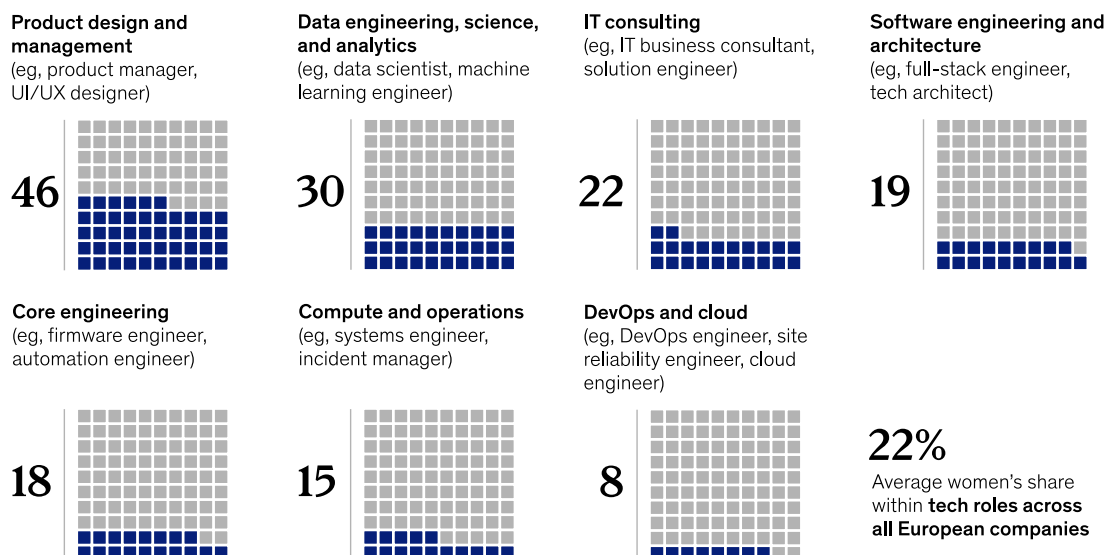 Product design and
management
(eg, product manager,
UI/UX designer)
46
Data engineering, science,
and analytics
(eg, data scientist, machine
learning engineer)
30
IT consulting
(eg, IT business consultant,
solution engineer)
22
Software engineering and
architecture
(eg, full-stack engineer,
tech architect)
19
Core engineering
(eg, firmware engineer,
automation engineer)
18
Compute and operations
(eg, systems engineer,
incident manager)
15
DevOps and cloud
(eg, DevOps engineer, site
reliability engineer, cloud
engineer)
8
22%
Average women’s share
within tech roles across
all European companies